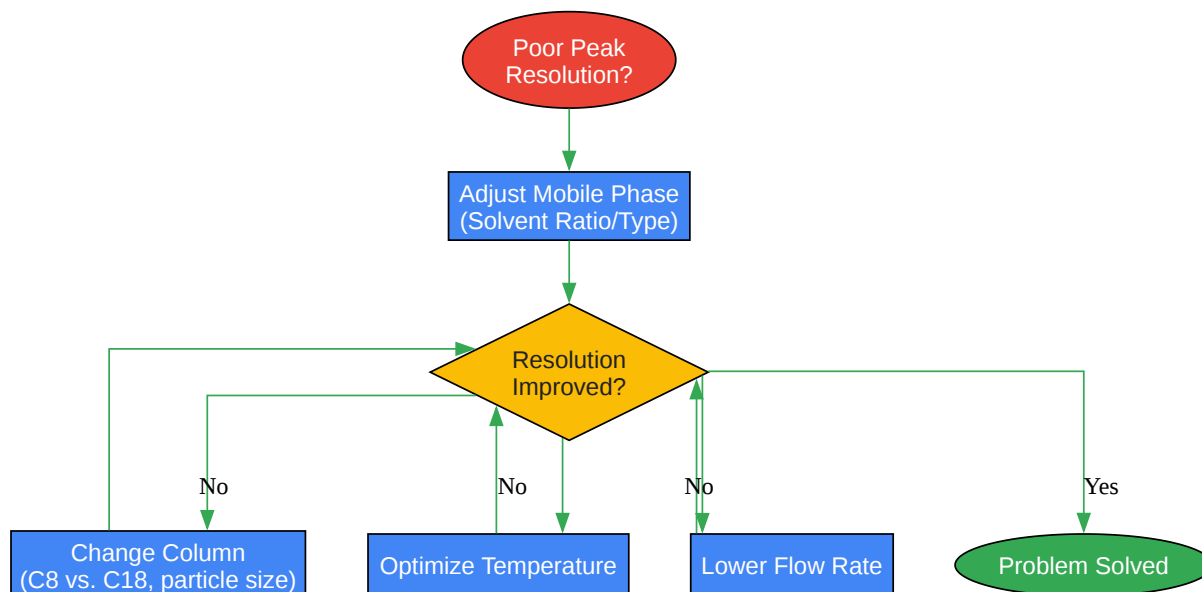 Poor Peak
Resolution?
Adjust Mobile Phase
(Solvent Ratio/Type)
Resolution
Improved?
No
No
No
Yes
Change Column
(C8 vs. C18, particle size)
Optimize Temperature
Lower Flow Rate
Problem Solved